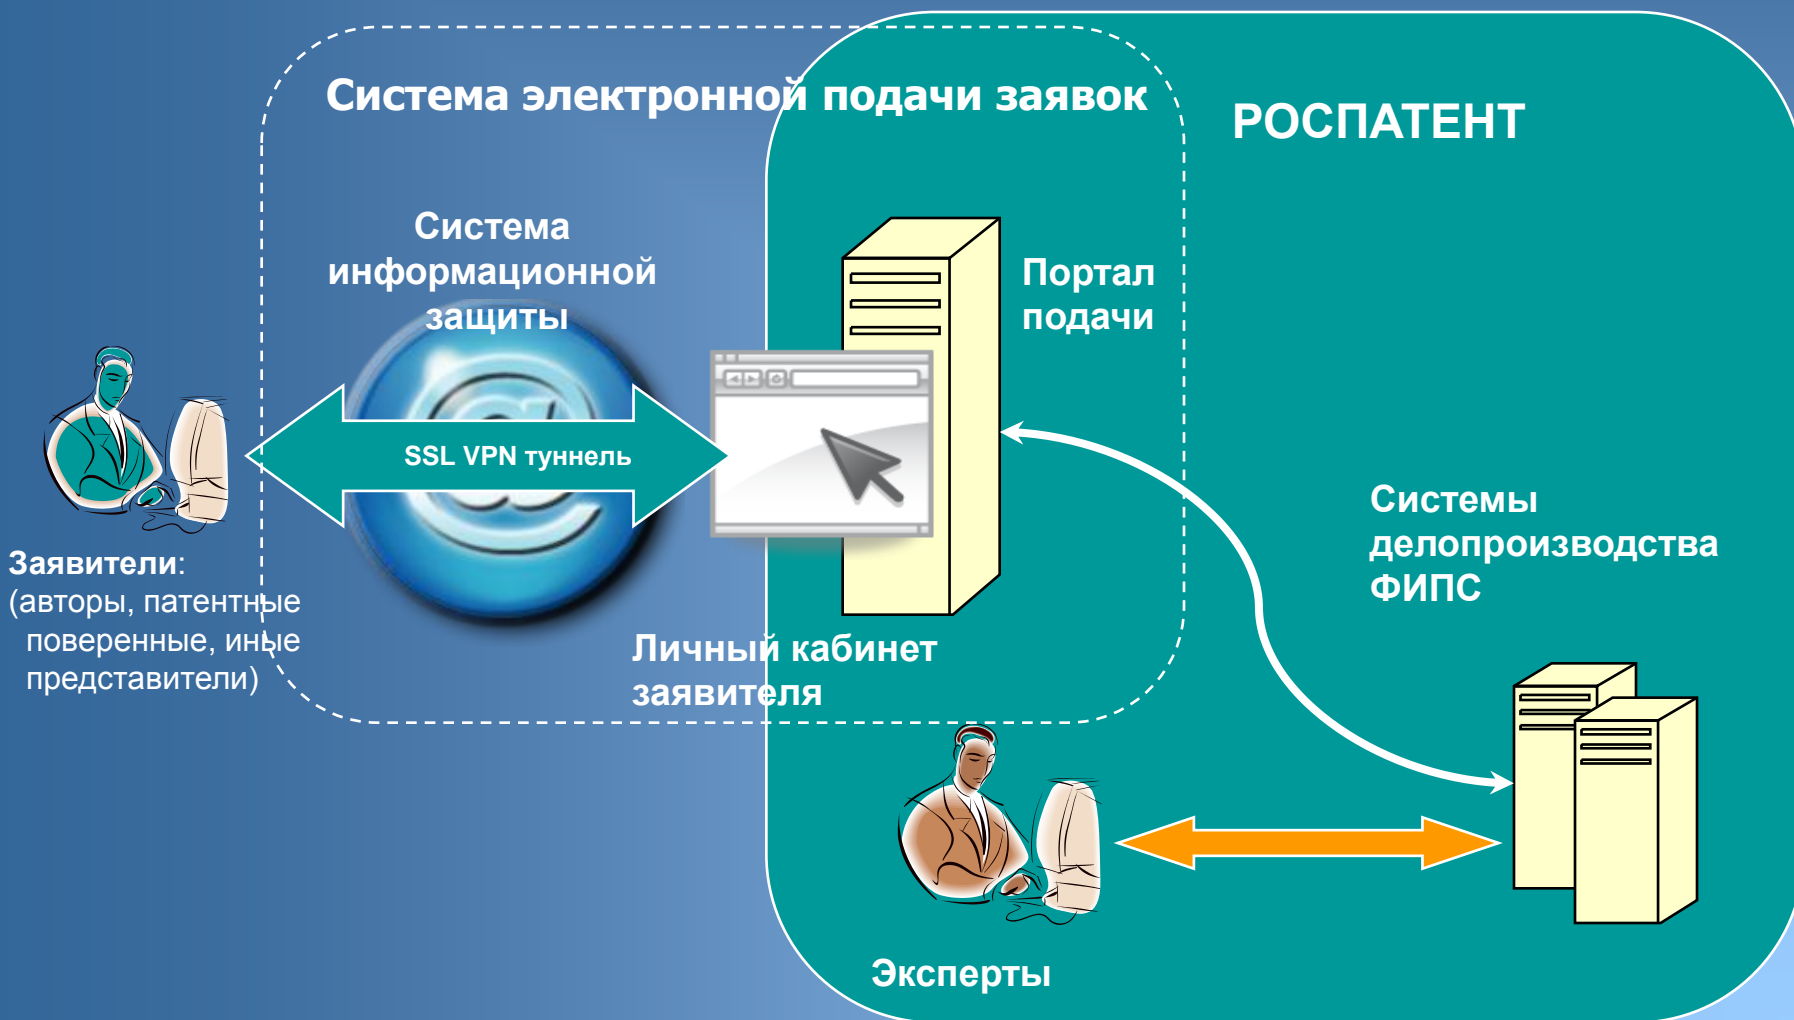 Система электронной подачи заявок
РОСПАТЕНТ
Система
информационной
защиты
Портал
подачи
SSL VPN туннель
Заявители:
(авторы, патентные
поверенные, иные
представители)
Личный кабинет
заявителя
Системы
делопроизводства
ФИПС
Эксперты